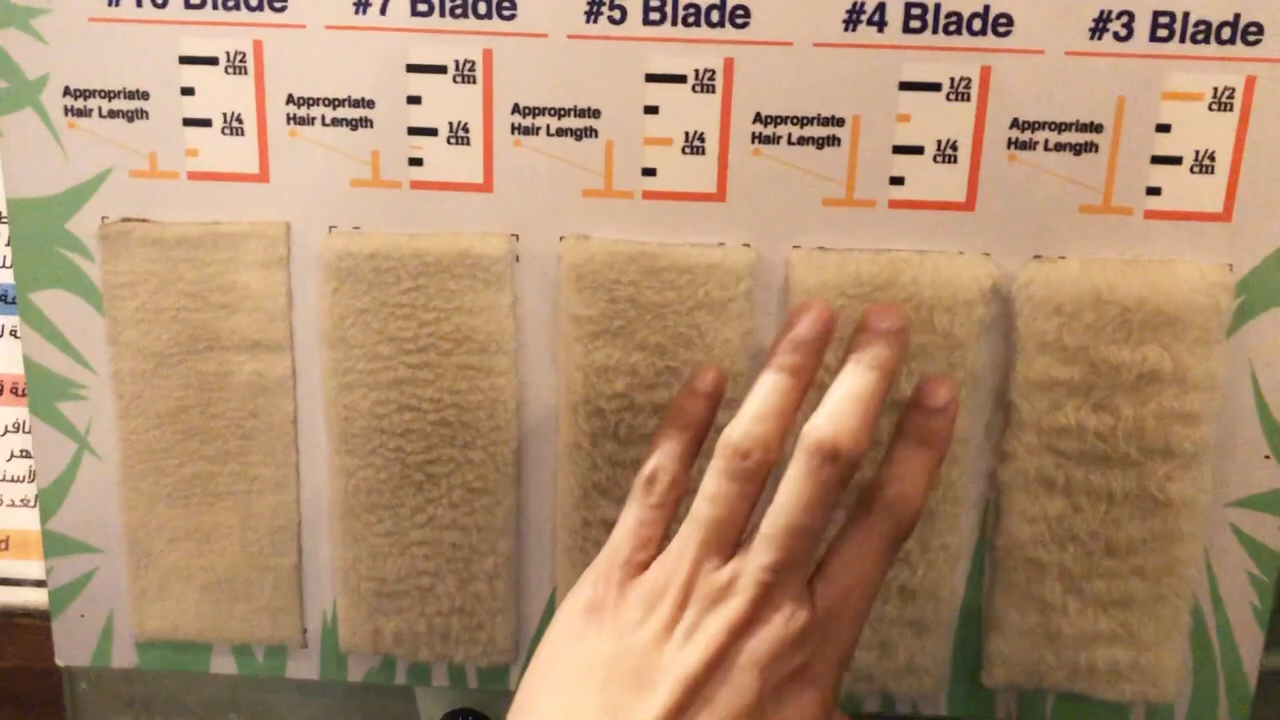 #10 Blade
#7 Blade
#5 Blade
#4 Blade
#3 Blade
Appropriate
Hair Length
1/2
cm
1/4
cm
Appropriate
Hair Length
1/2
cm
1/4
cm
Appropriate
Hair Length
1/2
cm
1/4
cm
Appropriate
Hair Length
1/2
cm
1/4
cm
Appropriate
Hair Length
1/2
cm
1/4
cm